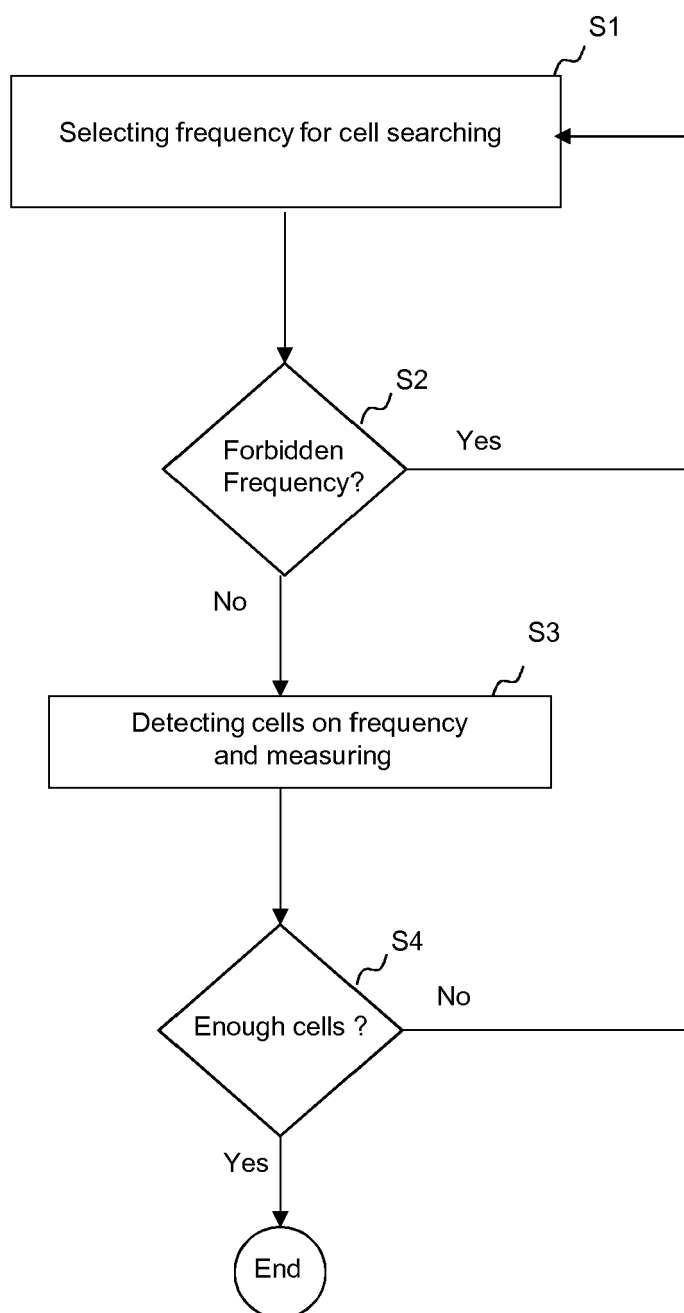 S1
Selecting frequency for cell searching
S2
Forbidden
Frequency?
Yes
No
S3
Detecting cells on frequency
and measuring
S4
Enough cells ?
No
Yes
End